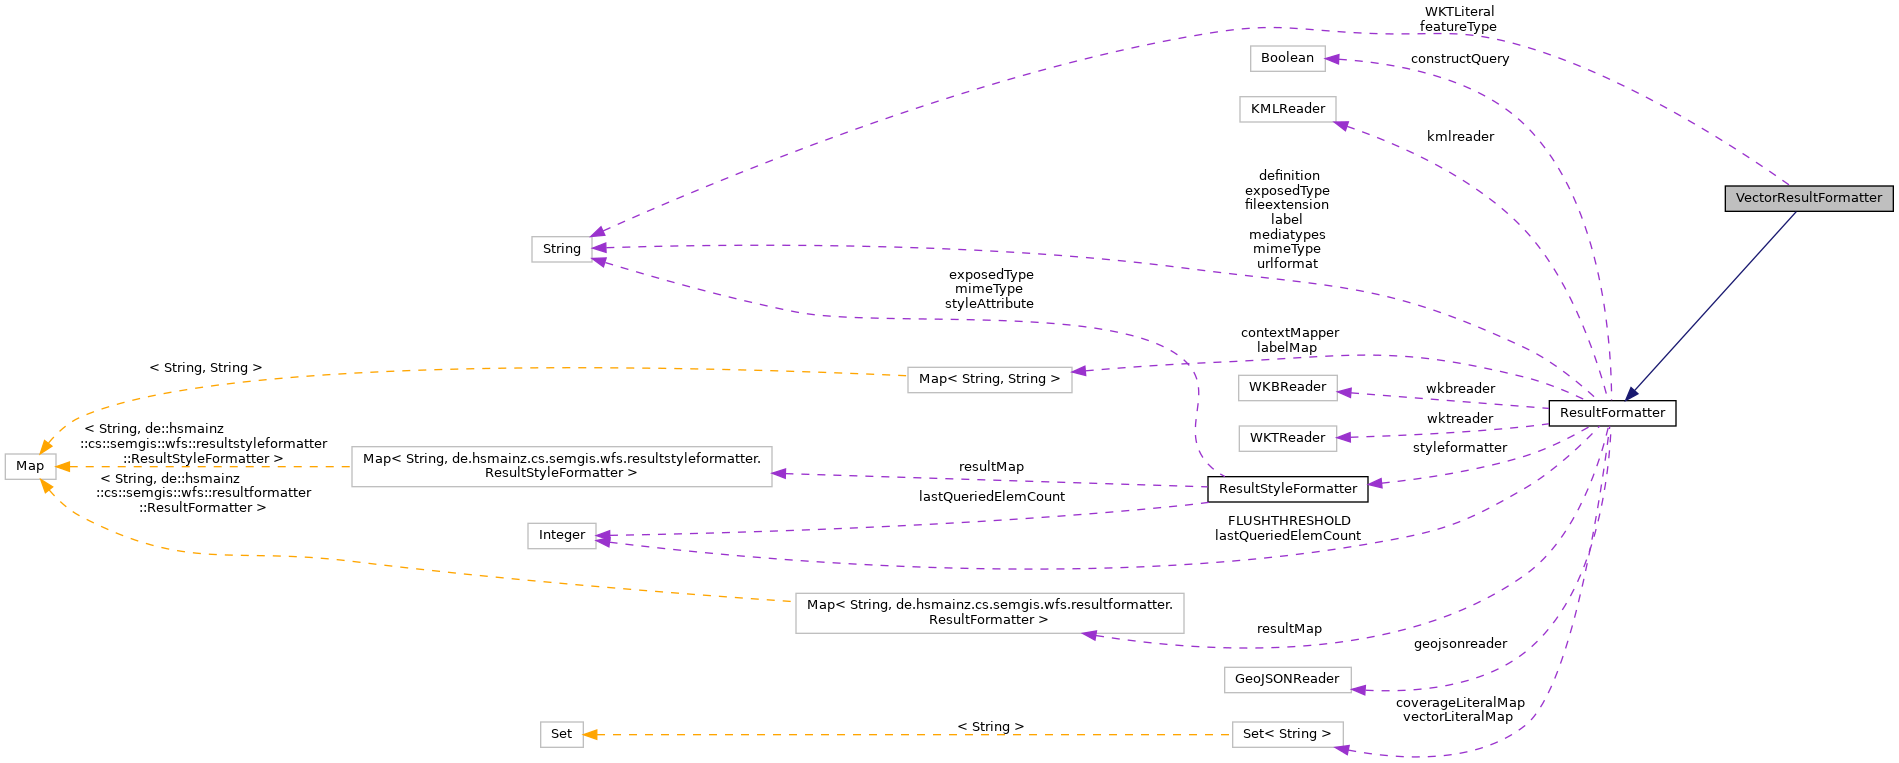 WKTLiteral
featureType
Boolean
constructQuery
KMLReader
kmlreader
definition
exposedType
fileextension
label
mediatypes
mimeType
urlformat
VectorResultFormatter
String
exposedType
mimeType
styleAttribute
contextMapper
labelMap
< String, String >
Map< String, String >
WKBReader
wkbreader
ResultFormatter
WKTReader
wktreader
styleformatter
< String, de::hsmainz
::cs::semgis::wfs::resultstyleformatter
::ResultStyleFormatter >
Map
Map< String, de.hsmainz.cs.semgis.wfs.resultstyleformatter.
ResultStyleFormatter >
resultMap
< String, de::hsmainz
::cs::semgis::wfs::resultformatter
::ResultFormatter >
ResultStyleFormatter
lastQueriedElemCount
Integer
FLUSHTHRESHOLD
lastQueriedElemCount
Map< String, de.hsmainz.cs.semgis.wfs.resultformatter.
ResultFormatter >
resultMap
geojsonreader
GeoJSONReader
coverageLiteralMap
vectorLiteralMap
Set
< String >
Set< String >